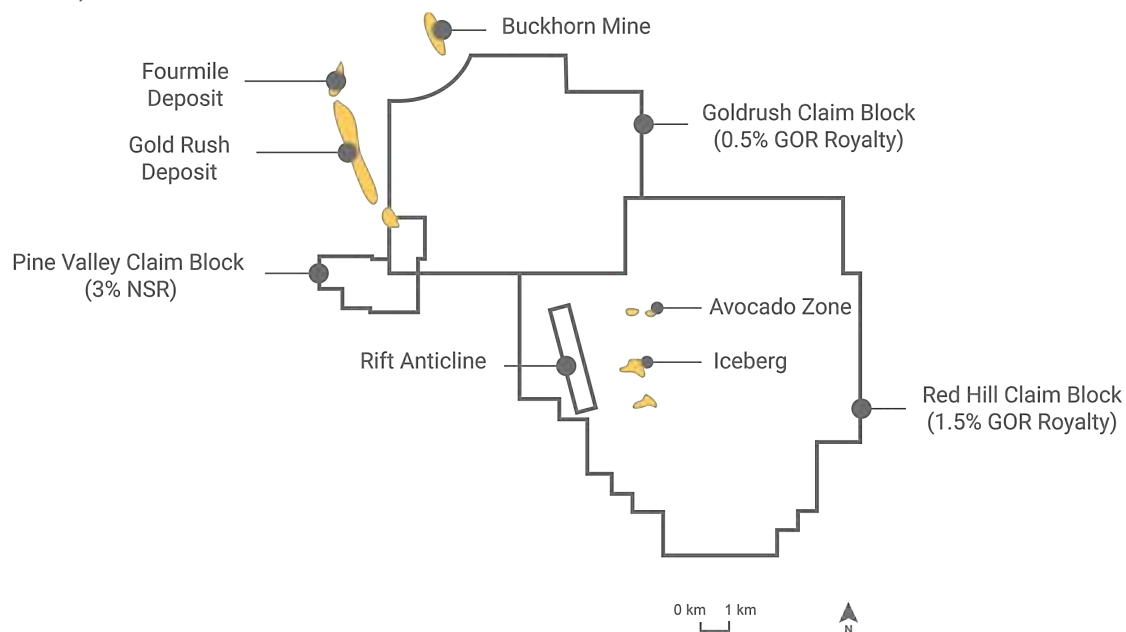 Buckhorn Mine
Fourmile
Deposit
Goldrush Claim Block
(0.5% GOR Royalty)
Gold Rush
Deposit
Pine Valley Claim Block
(3% NSR)
Avocado Zone
Rift Anticline
Iceberg
Red Hill Claim Block
(1.5% GOR Royalty)
0 km 1 km
N